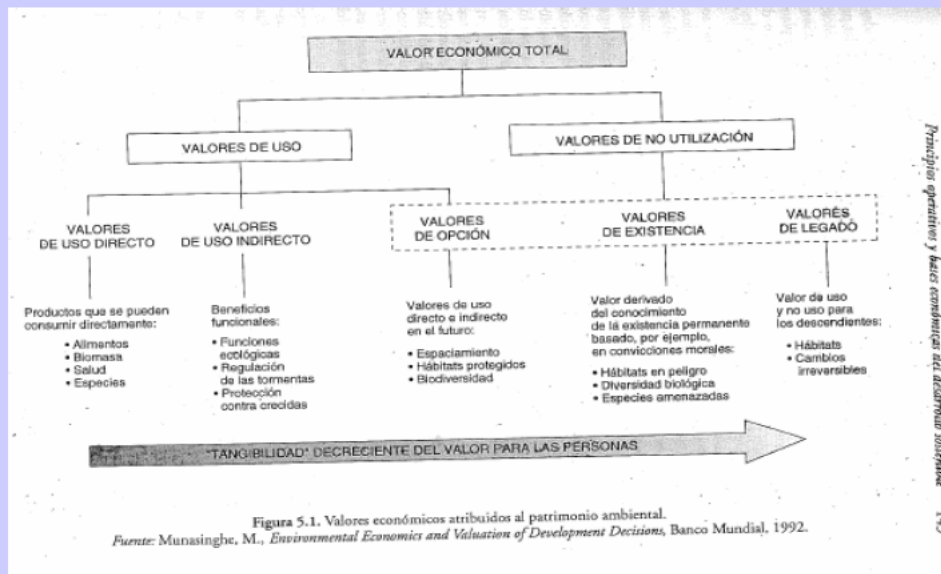 VALOR ECONÓMICO TOTAL
VALORES DE USO
VALORES DE NO UTILIZACIÓN
VALORES
DE USO DIRECTO
VALORES
DE USO INDIRECTO
VALORES
DE OPCIÓN
VALORES
DE EXISTENCIA
VALORES
DE LEGADO
Productos que se pueden
consumir directamente:
• Alimentos
• Biomasa
• Salud
• Especies
Beneficios
funcionales:
• Funciones
ecológicas
• Regulación
de las tormentas
• Protección
contra crecidas
Valores de uso
directo e indirecto
en el futuro:
• Espaciamiento
• Hábitats protegidos
• Biodiversidad
Valor derivado
del conocimiento
de la existencia permanente
basado, por ejemplo,
en convicciones morales:
• Hábitats en peligro
• Diversidad biológica
• Especies amenazadas
Valor de uso
y no uso para
los descendientes:
• Hábitats
• Cambios
irreversibles
"TANGIBILIDAD" DECRECIENTE DEL VALOR PARA LAS PERSONAS
Figura 5.1. Valores económicos atribuidos al patrimonio ambiental.
Fuente: Munasinghe, M., Environmental Economics and Valuation of Development Decisions, Banco Mundial, 1992.
Principios operativos y bases económicas del desarrollo sostenible